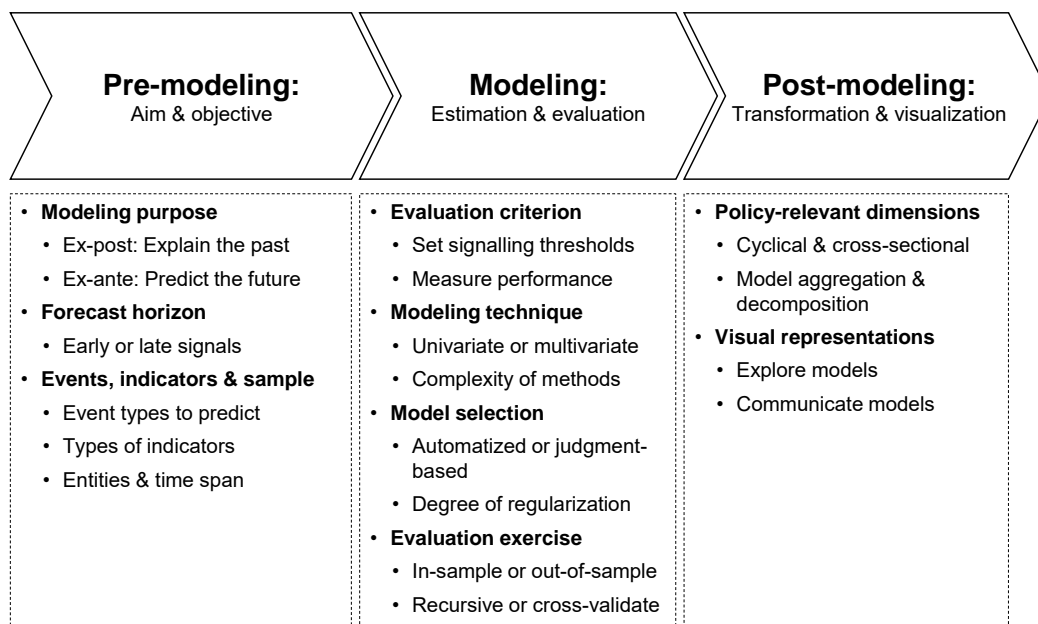 Pre-modeling:
Aim & objective
Modeling:
Estimation & evaluation
Post-modeling:
Transformation & visualization
• Modeling purpose
• Ex-post: Explain the past
• Ex-ante: Predict the future
• Forecast horizon
• Early or late signals
• Events, indicators & sample
• Event types to predict
• Types of indicators
• Entities & time span
• Evaluation criterion
• Set signalling thresholds
• Measure performance
• Modeling technique
• Univariate or multivariate
• Complexity of methods
• Model selection
• Automatized or judgment-
based
• Degree of regularization
• Evaluation exercise
• In-sample or out-of-sample
• Recursive or cross-validate
• Policy-relevant dimensions
• Cyclical & cross-sectional
• Model aggregation &
decomposition
• Visual representations
• Explore models
• Communicate models